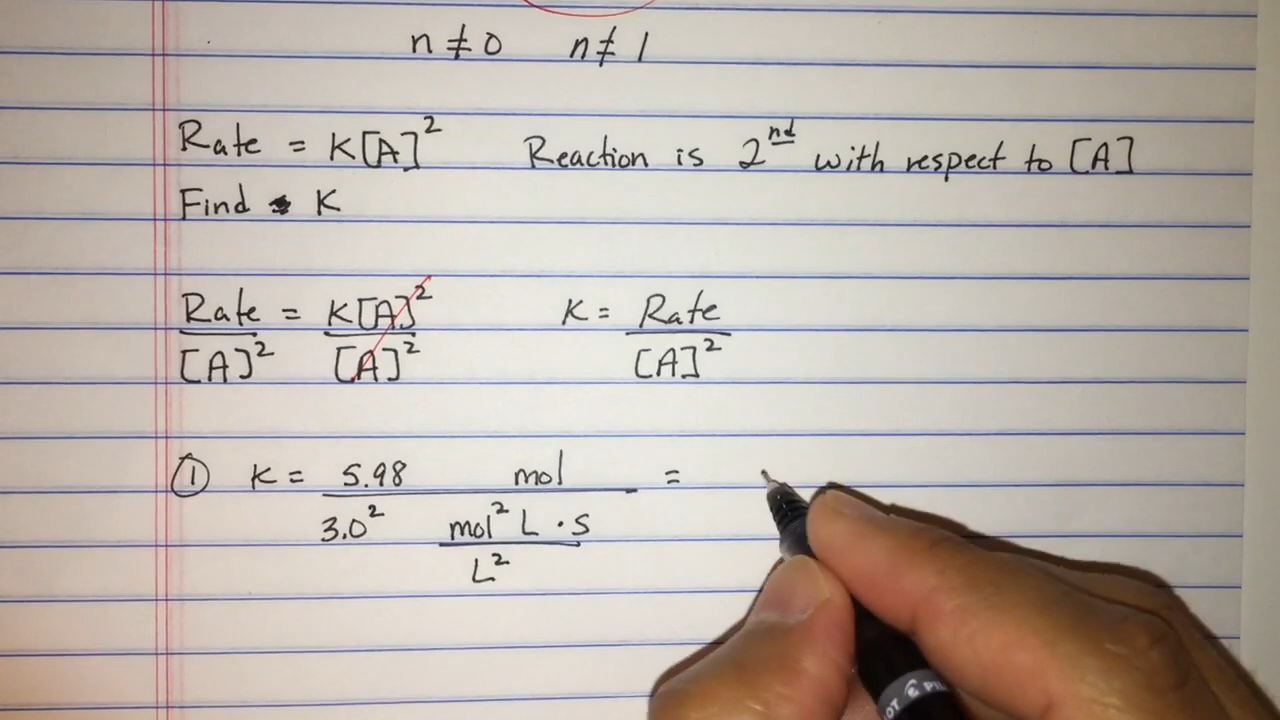 n ≠ 0 n ≠ 1
Rate = K[A]² Reaction is 2nd with respect to [A]
Find K
Rate = K[A]² K = Rate
[A]² [A]² [A]²
① K = 5.98 mol =
3.0² mol² L · S
L²